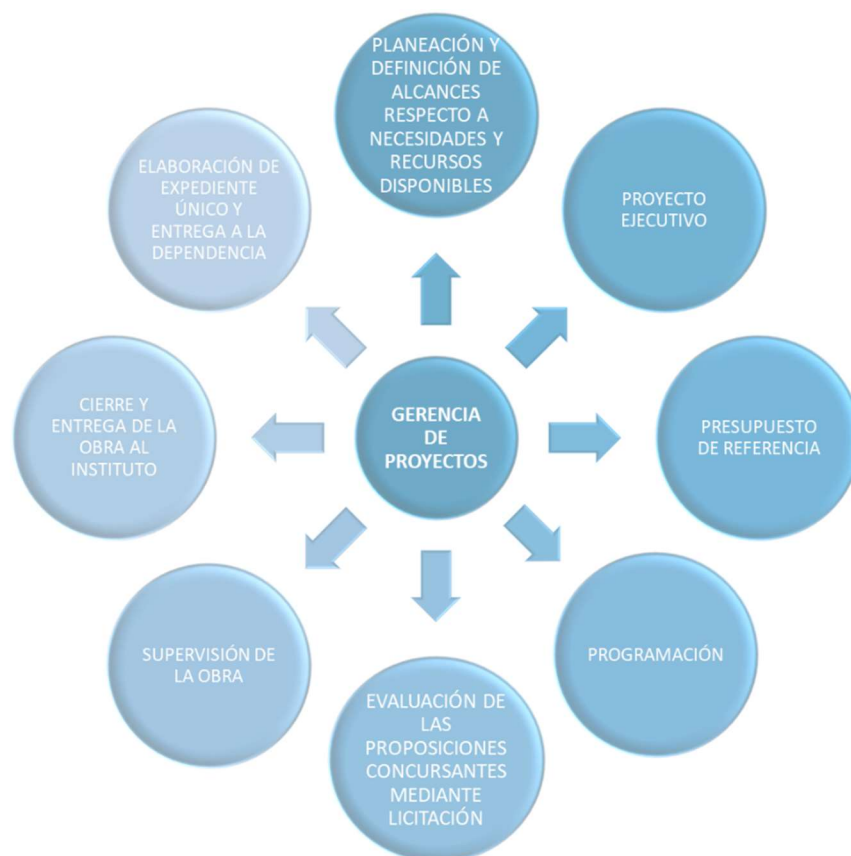 PLANEACIÓN Y
DEFINICIÓN DE
ALCANCES
RESPECTO A
NECESIDADES Y
RECURSOS
DISPONIBLES
PROYECTO
EJECUTIVO
PRESUPUESTO
DE REFERENCIA
PROGRAMACIÓN
EVALUACIÓN DE
LAS
PROPOSICIONES
CONCURSANTES
MEDIANTE
LICITACIÓN
SUPERVISIÓN DE
LA OBRA
CIERRE Y
ENTREGA DE LA
OBRA AL
INSTITUTO
ELABORACIÓN DE
EXPEDIENTE
ÚNICO Y
ENTREGA A LA
DEPENDENCIA
GERENCIA
DE
PROYECTOS